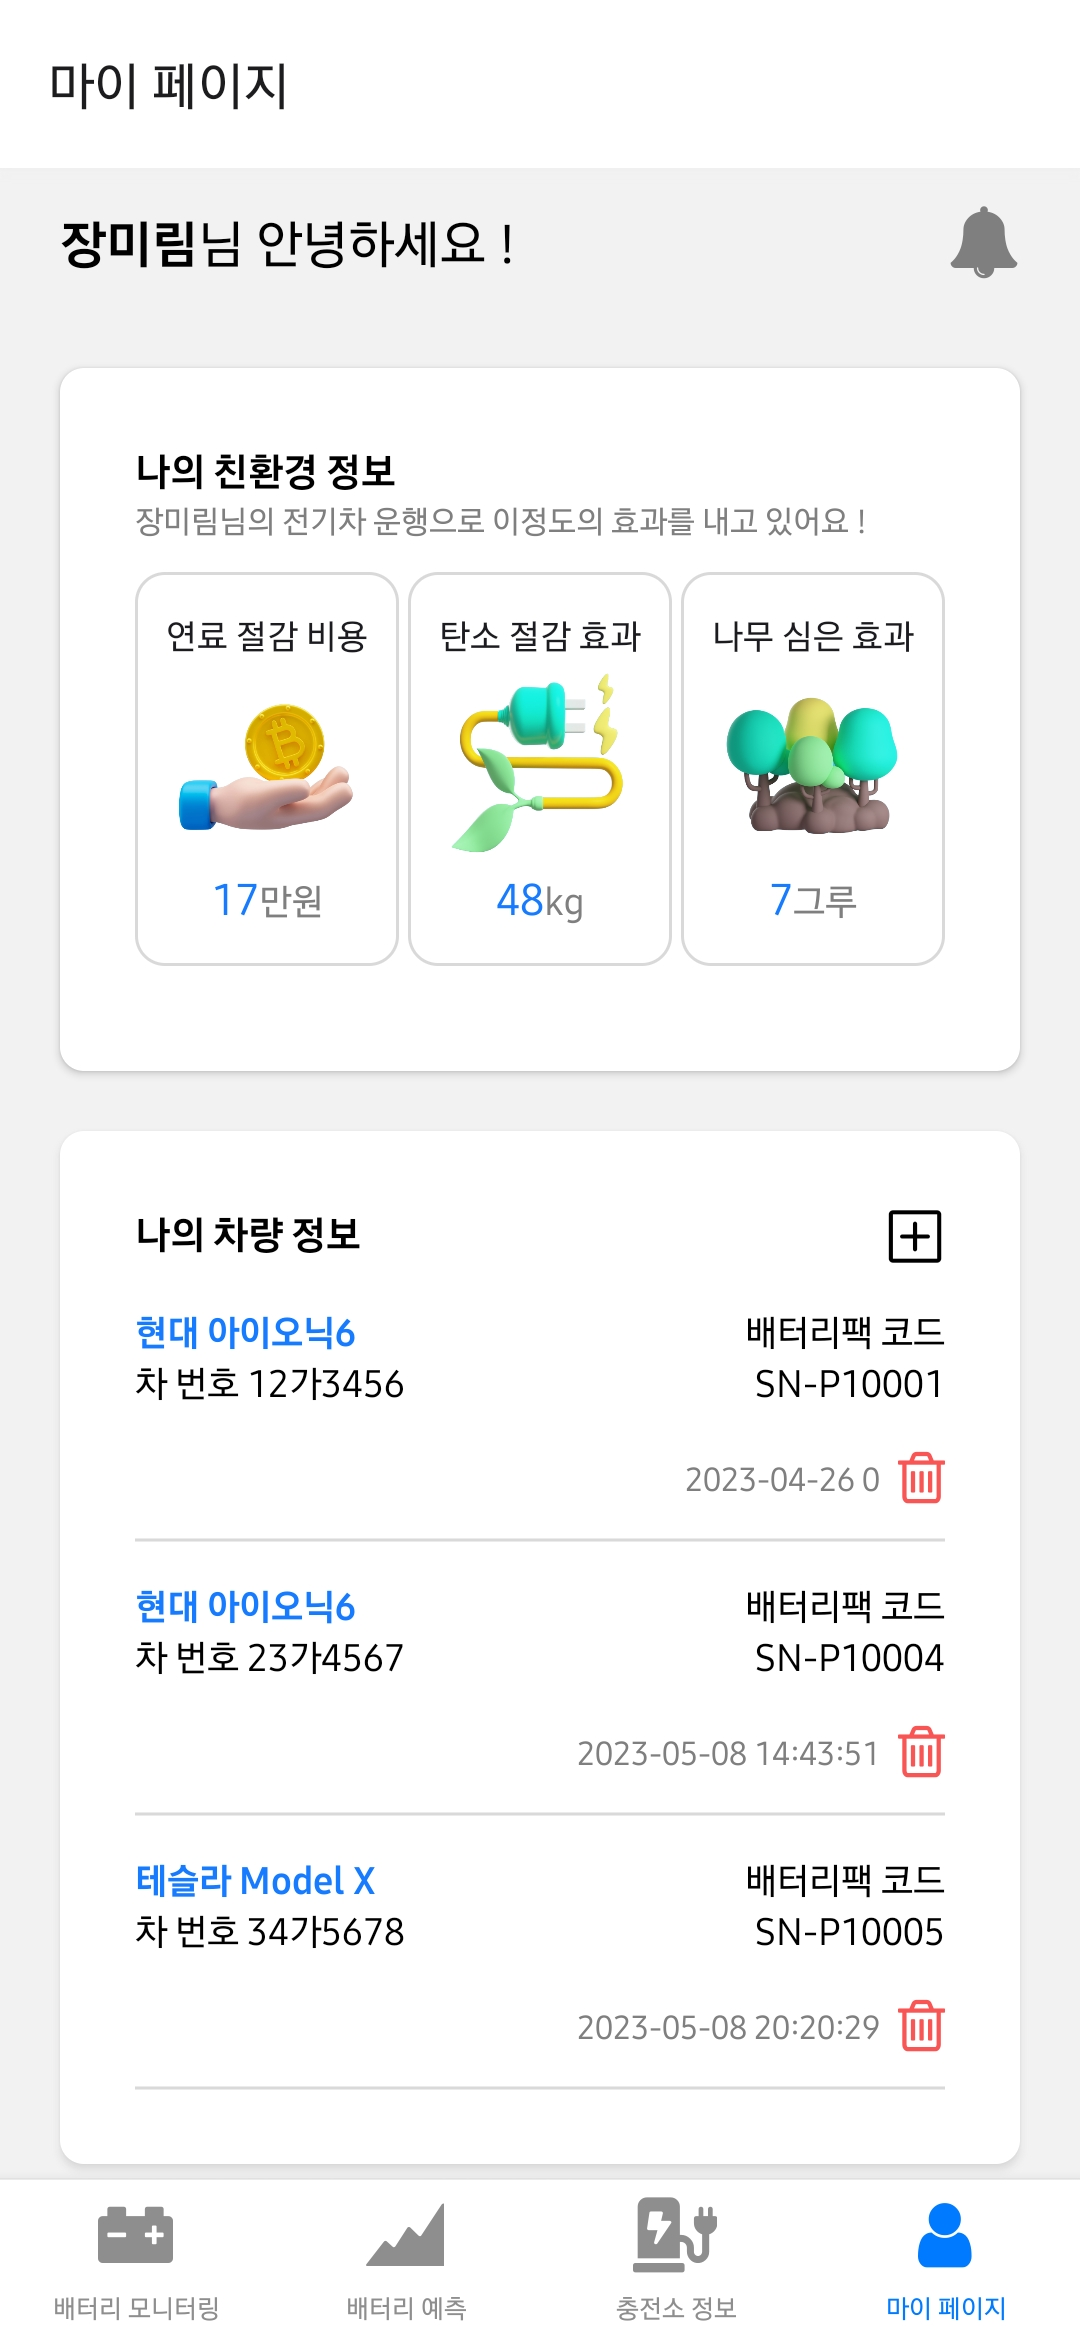 마이 페이지
장미림님 안녕하세요 !
나의 친환경 정보
장미림님의 전기차 운행으로 이정도의 효과를 내고 있어요 !
연료 절감 비용
탄소 절감 효과
나무 심은 효과
17만원
48kg
7그루
나의 차량 정보
현대 아이오닉6
배터리팩 코드
차 번호 12가3456
SN-P10001
2023-04-26 0
현대 아이오닉6
배터리팩 코드
차 번호 23가4567
SN-P10004
2023-05-08 14:43:51
테슬라 Model X
배터리팩 코드
차 번호 34가5678
SN-P10005
2023-05-08 20:20:29
배터리 모니터링
배터리 예측
충전소 정보
마이 페이지